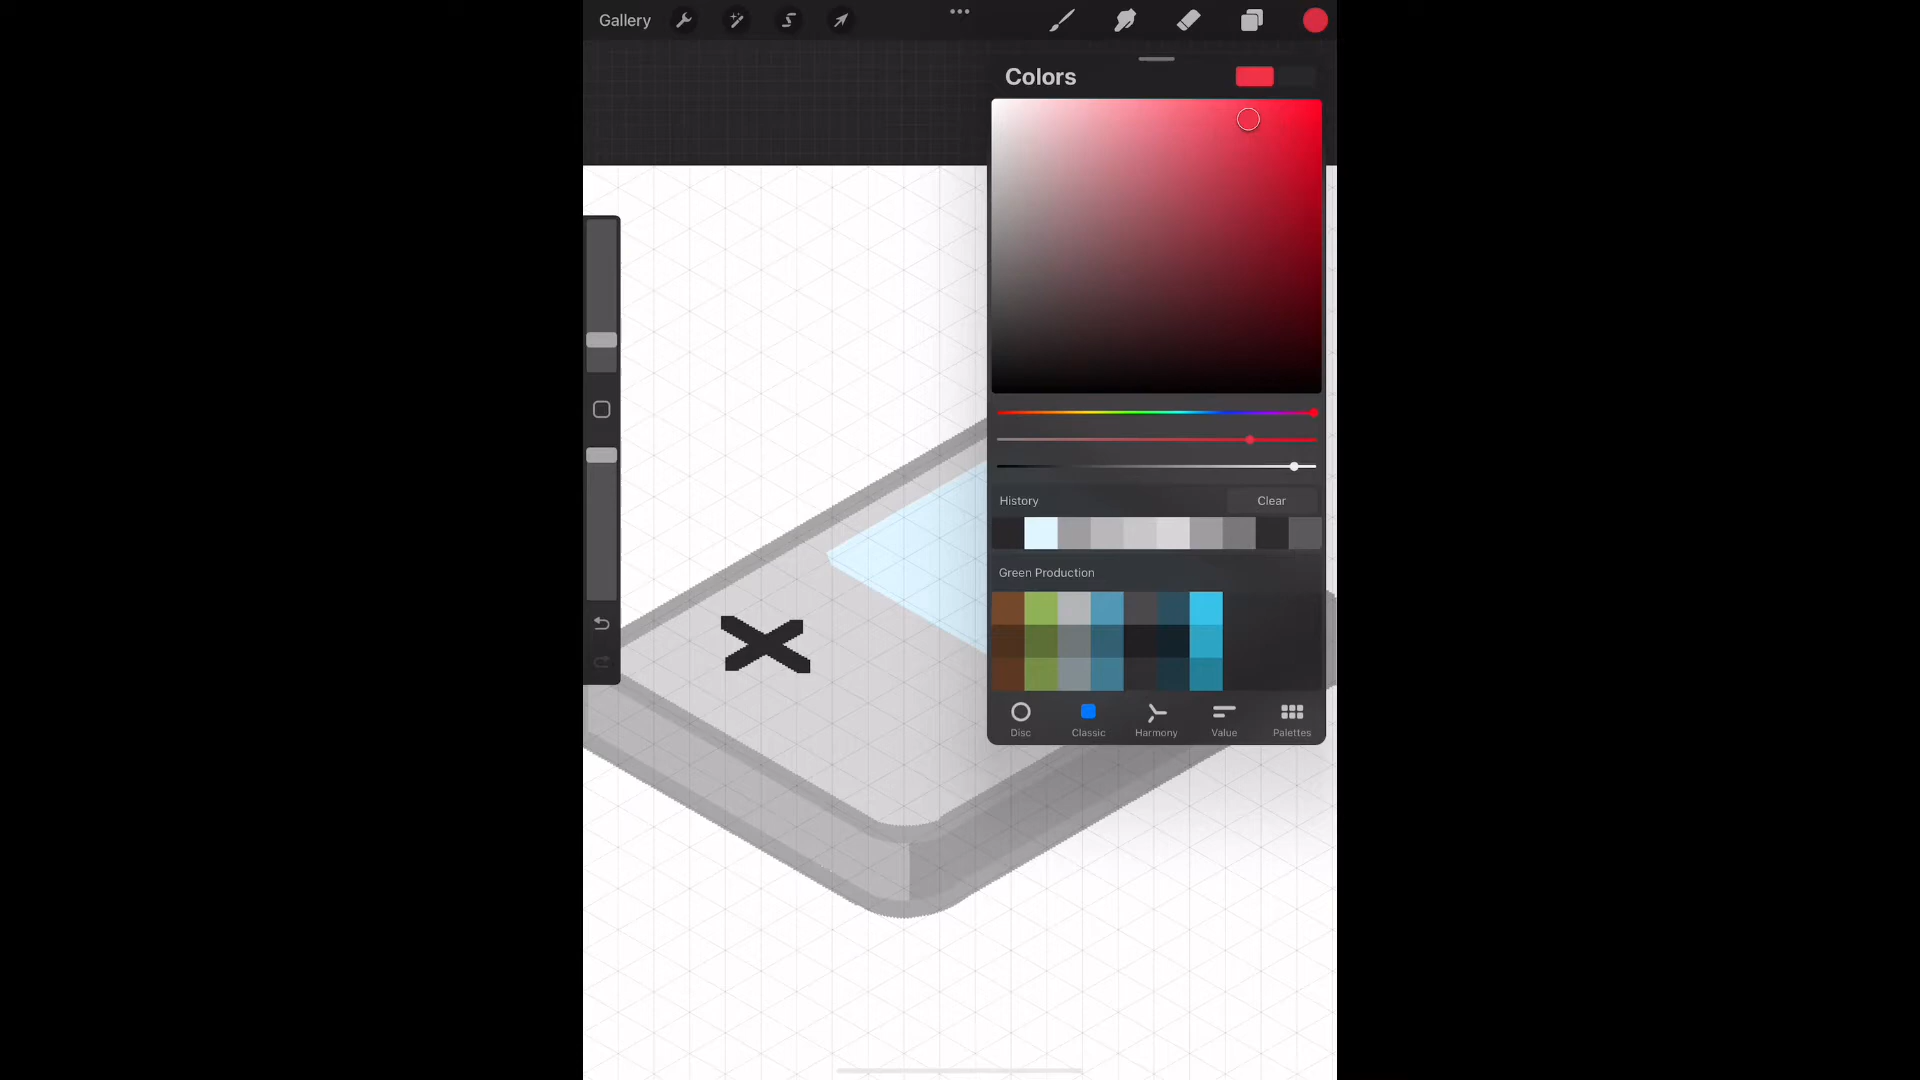 Gallery
Colors
History
Clear
Green Production
Disc
Classic
Harmony
Value
Palettes